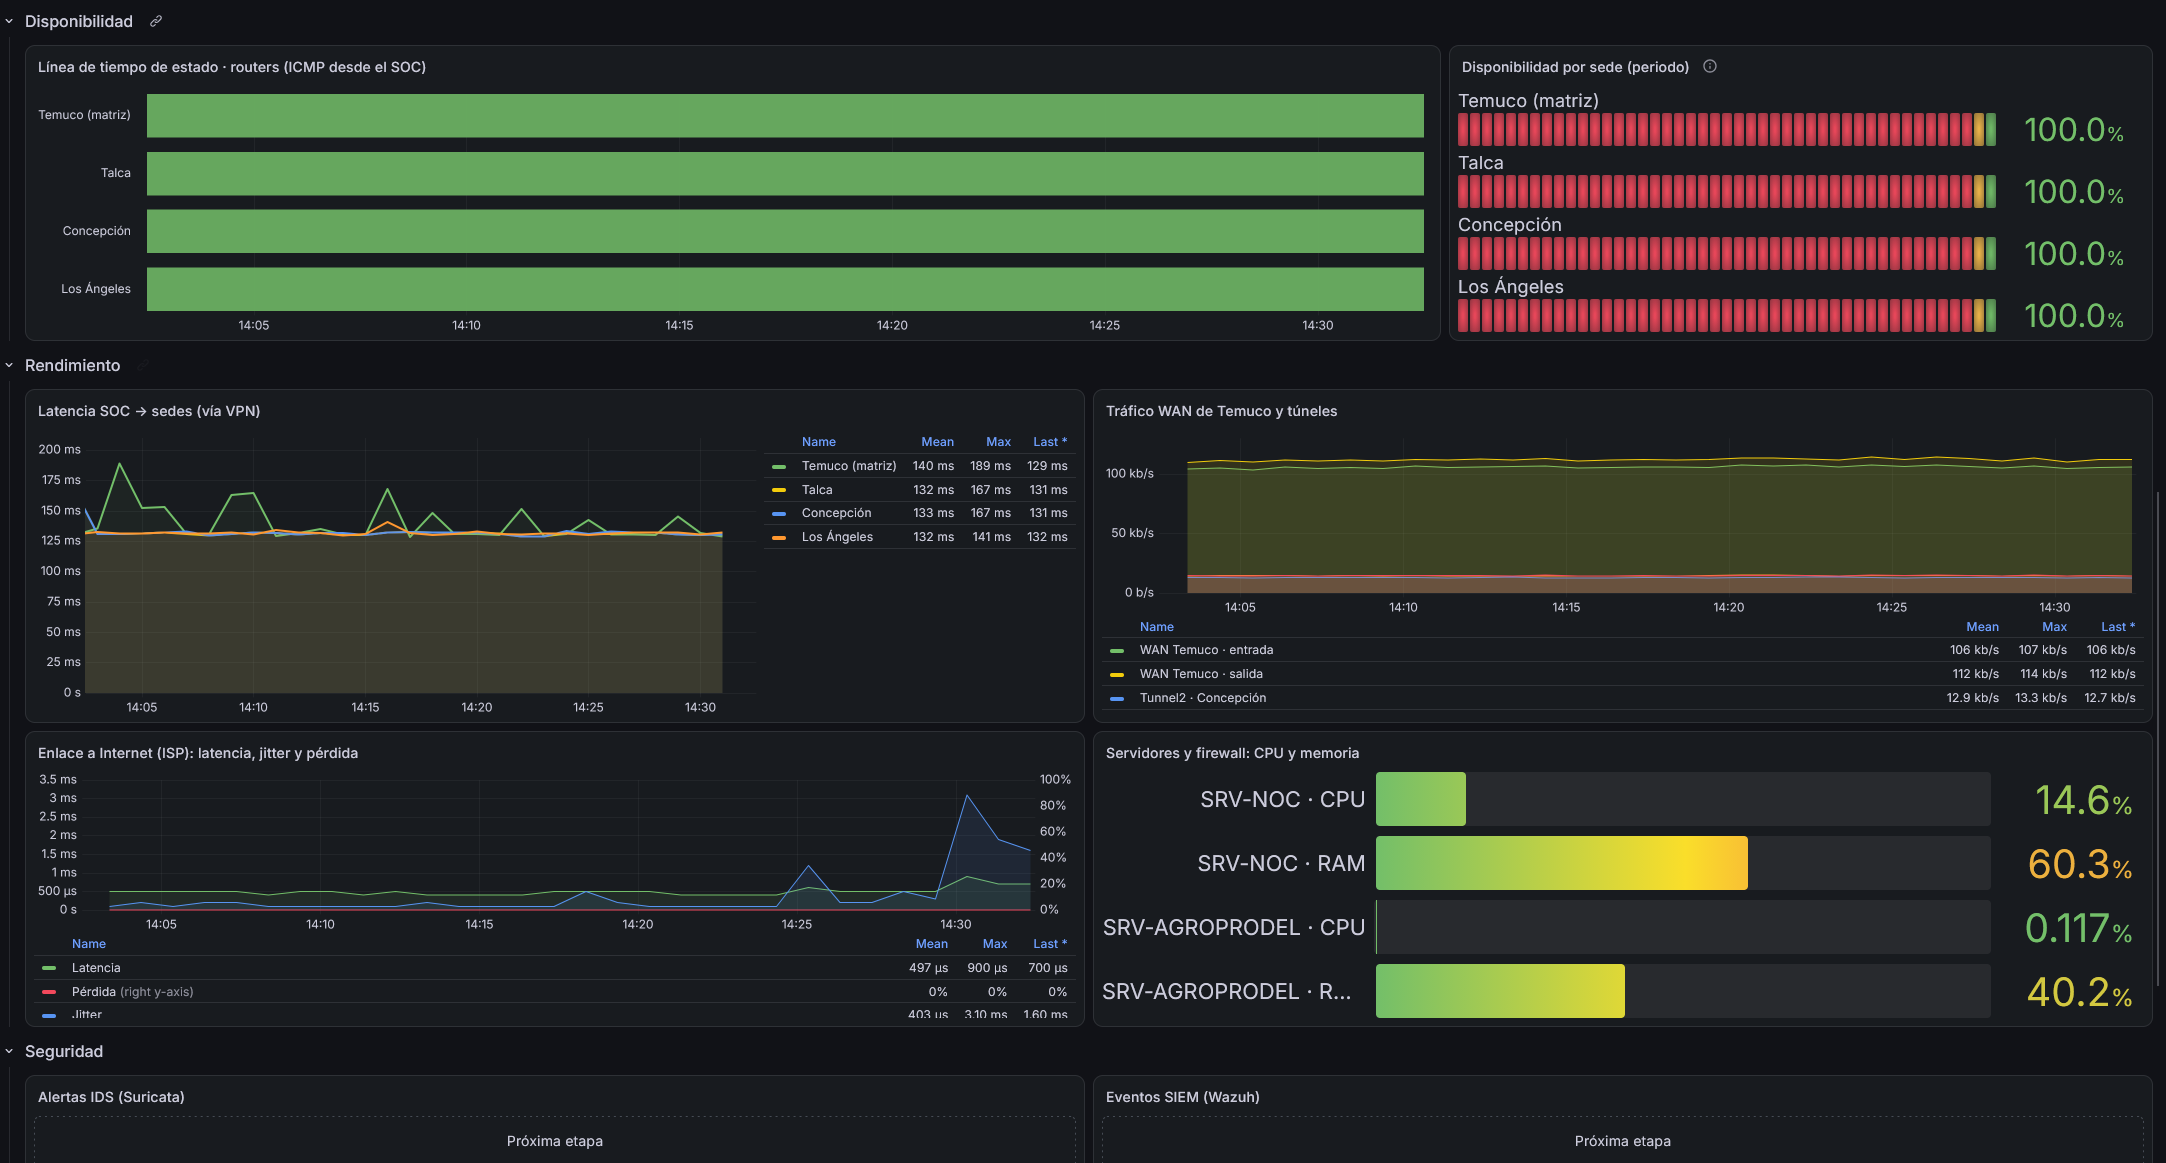 Disponibilidad
Línea de tiempo de estado · routers (ICMP desde el SOC)
Temuco (matriz)
Talca
Concepción
Los Ángeles
14:05 14:10 14:15 14:20 14:25 14:30
Disponibilidad por sede (periodo)
Temuco (matriz)
100.0%
Talca
100.0%
Concepción
100.0%
Los Ángeles
100.0%
Rendimiento
Latencia SOC → sedes (vía VPN)
200 ms
175 ms
150 ms
125 ms
100 ms
75 ms
50 ms
25 ms
0 s
14:05 14:10 14:15 14:20 14:25 14:30
Name Mean Max Last *
Temuco (matriz) 140 ms 189 ms 129 ms
Talca 132 ms 167 ms 131 ms
Concepción 133 ms 167 ms 131 ms
Los Ángeles 132 ms 141 ms 132 ms
Tráfico WAN de Temuco y túneles
100 kb/s
50 kb/s
0 b/s
14:05 14:10 14:15 14:20 14:25 14:30
Name Mean Max Last *
WAN Temuco · entrada 106 kb/s 107 kb/s 106 kb/s
WAN Temuco · salida 112 kb/s 114 kb/s 112 kb/s
Tunnel2 · Concepción 12.9 kb/s 13.3 kb/s 12.7 kb/s
Enlace a Internet (ISP): latencia, jitter y pérdida
3.5 ms 100%
3 ms 80%
2.5 ms
2 ms 60%
1.5 ms 40%
1 ms
500 µs 20%
0 s 0%
14:05 14:10 14:15 14:20 14:25 14:30
Name Mean Max Last *
Latencia 497 µs 900 µs 700 µs
Pérdida (right y-axis) 0% 0% 0%
Jitter 403 µs 3.10 ms 1.60 ms
Servidores y firewall: CPU y memoria
SRV-NOC · CPU 14.6%
SRV-NOC · RAM 60.3%
SRV-AGROPRODEL · CPU 0.117%
SRV-AGROPRODEL · R... 40.2%
Seguridad
Alertas IDS (Suricata)
Próxima etapa
Eventos SIEM (Wazuh)
Próxima etapa